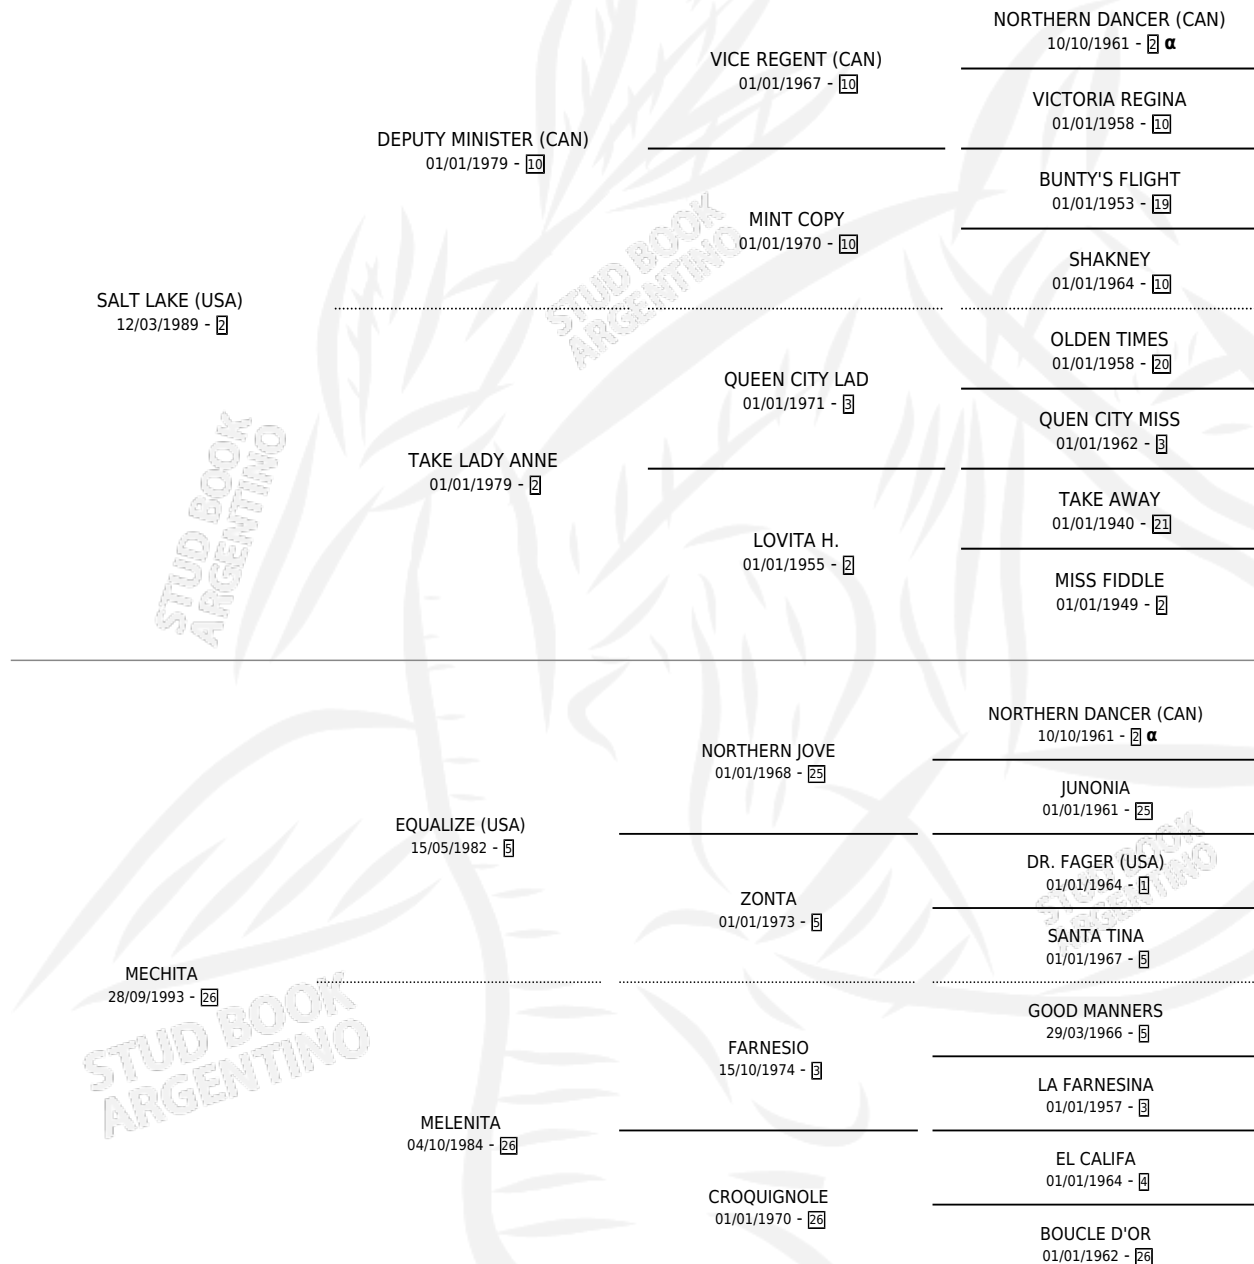 NORTHERN DANCER (CAN)
10/10/1961 - 2 α
VICE REGENT (CAN)
01/01/1967 - 10
VICTORIA REGINA
01/01/1958 - 10
DEPUTY MINISTER (CAN)
01/01/1979 - 10
BUNTY'S FLIGHT
01/01/1953 - 19
MINT COPY
01/01/1970 - 10
SHAKNEY
01/01/1964 - 10
SALT LAKE (USA)
12/03/1989 - 2
STUD BOOK
ARGENTINO
OLDEN TIMES
01/01/1958 - 20
QUEEN CITY LAD
01/01/1971 - 3
QUEN CITY MISS
01/01/1962 - 3
TAKE LADY ANNE
01/01/1979 - 2
TAKE AWAY
01/01/1940 - 21
LOVITA H.
01/01/1955 - 2
MISS FIDDLE
01/01/1949 - 2
STUD BOOK
ARGENTINO
NORTHERN DANCER (CAN)
10/10/1961 - 2 α
NORTHERN JOVE
01/01/1968 - 25
JUNONIA
01/01/1961 - 25
EQUALIZE (USA)
15/05/1982 - 5
DR. FAGER (USA)
01/01/1964 - 1
ZONTA
01/01/1973 - 5
SANTA TINA
01/01/1967 - 5
STUD BOOK
ARGENTINO
MECHITA
28/09/1993 - 26
GOOD MANNERS
29/03/1966 - 5
FARNESIO
15/10/1974 - 3
LA FARNESINA
01/01/1957 - 3
STUD BOOK
ARGENTINO
MELENITA
04/10/1984 - 26
EL CALIFA
01/01/1964 - 4
CROQUIGNOLE
01/01/1970 - 26
BOUCLE D'OR
01/01/1962 - 26